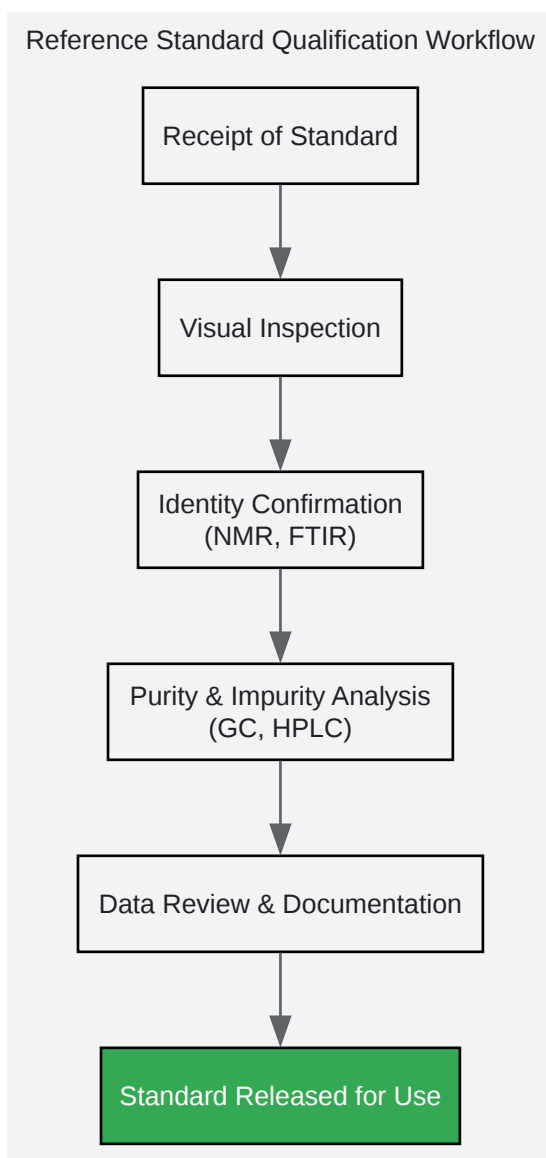 Reference Standard Qualification Workflow
Receipt of Standard
Visual Inspection
Identity Confirmation
(NMR, FTIR)
Purity & Impurity Analysis
(GC, HPLC)
Data Review & Documentation
Standard Released for Use